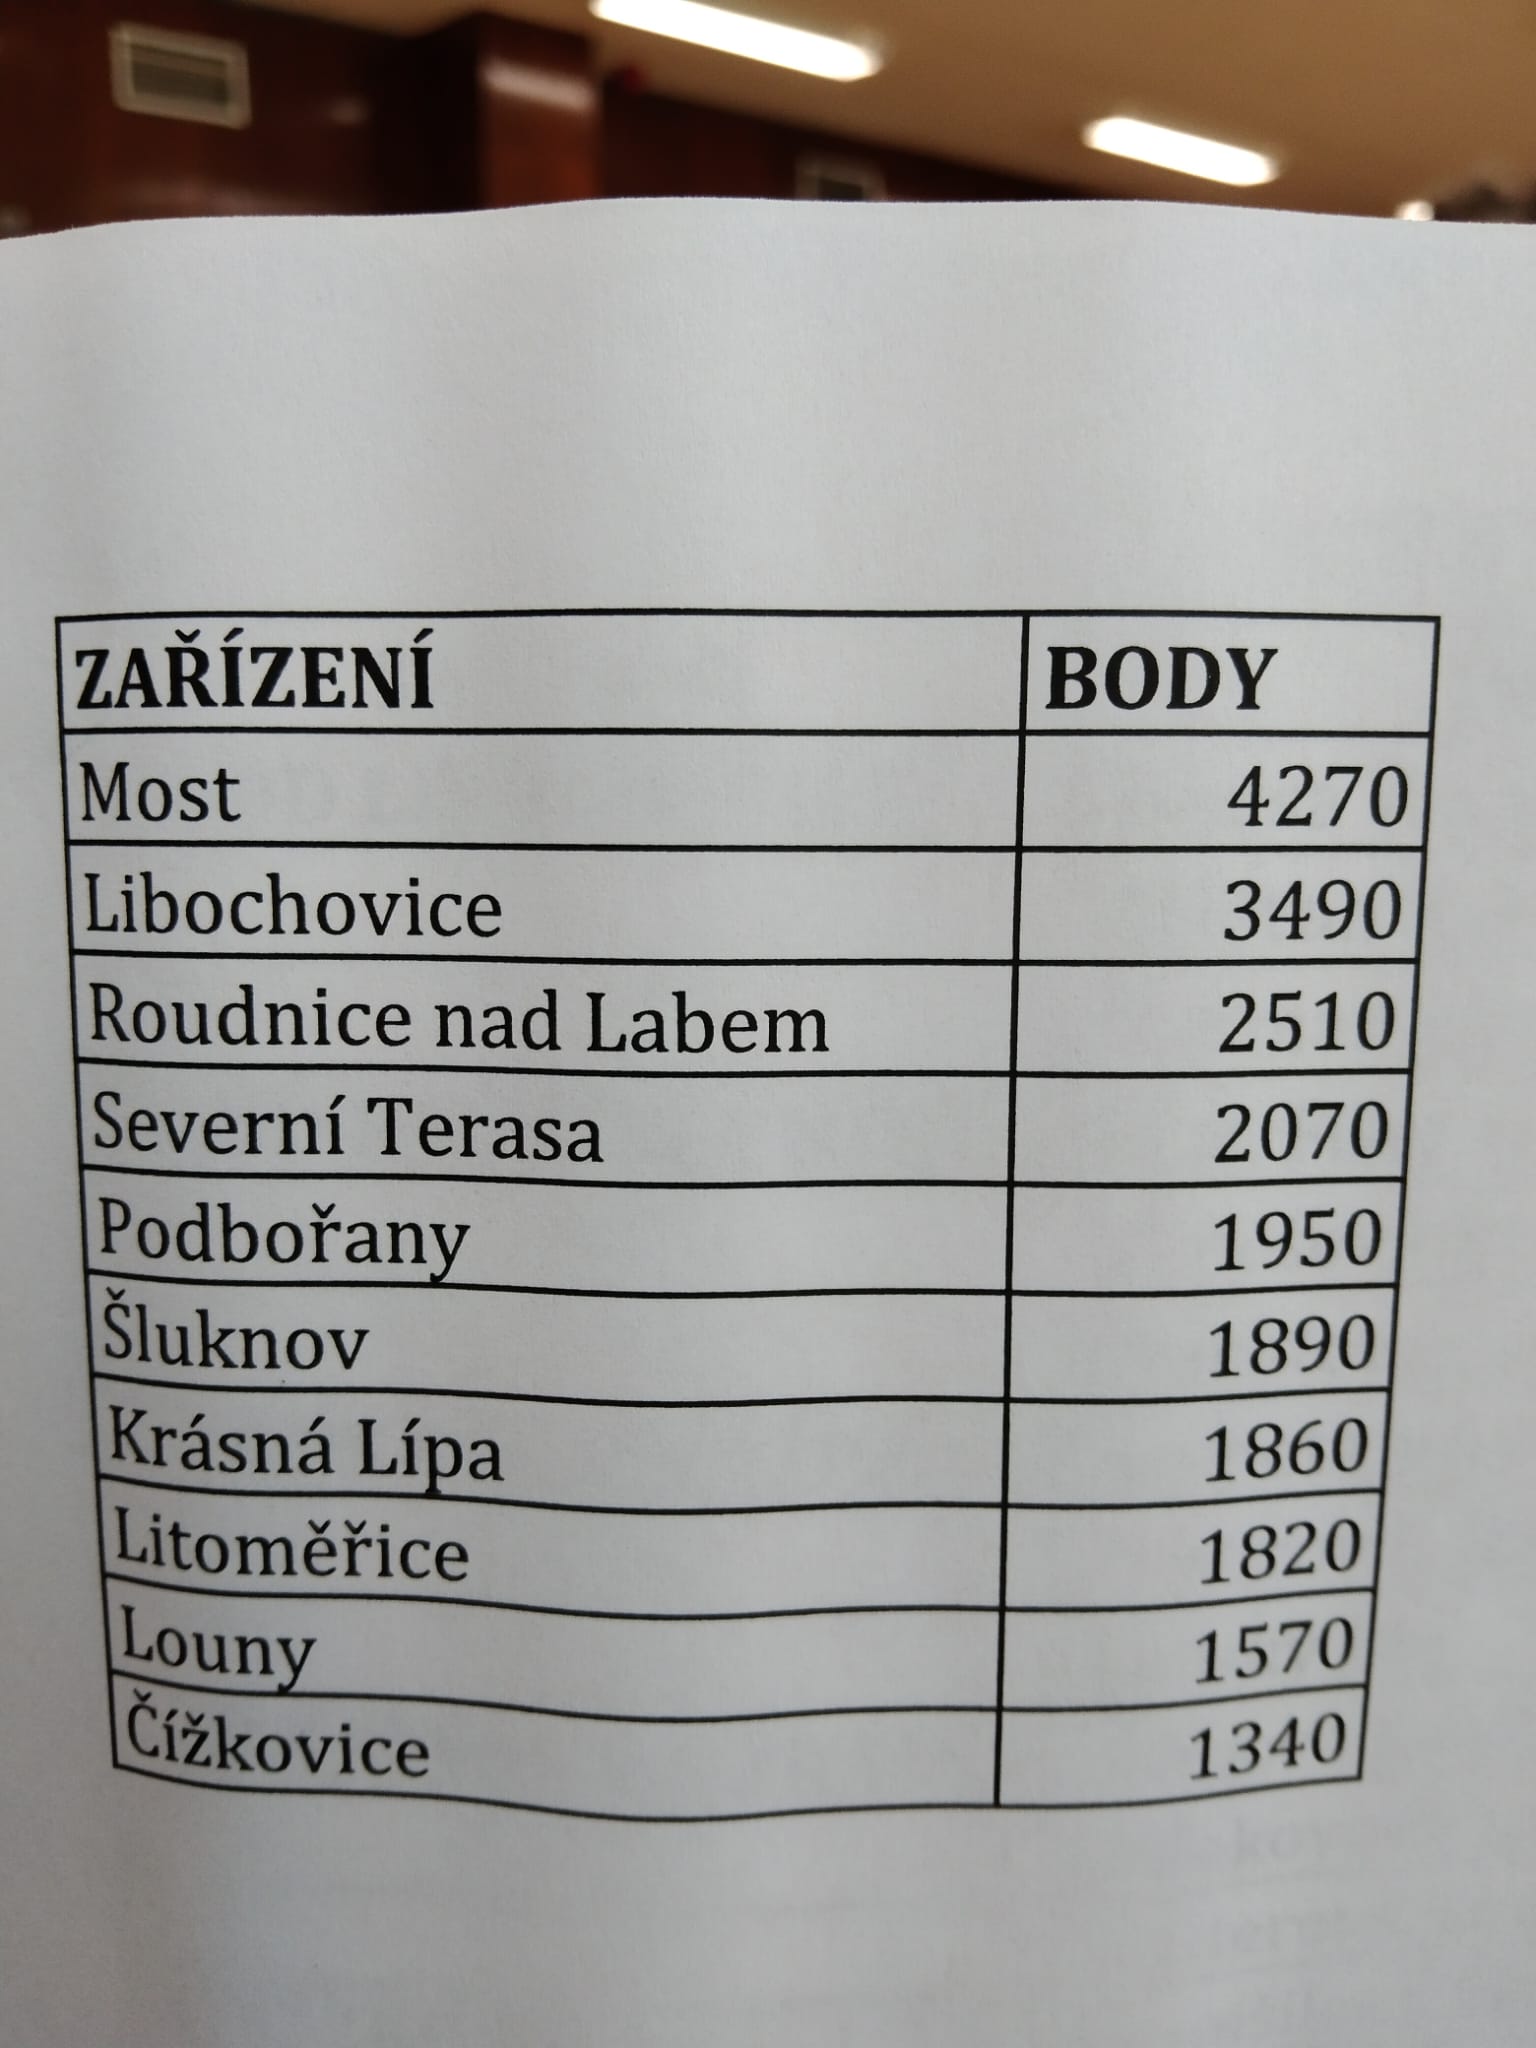 ZAŘÍZENÍ BODY
Most 4270
Libochovice 3490
Roudnice nad Labem 2510
Severní Terasa 2070
Podbořany 1950
Šluknov 1890
Krásná Lípa 1860
Litoměřice 1820
Louny 1570
Čížkovice 1340